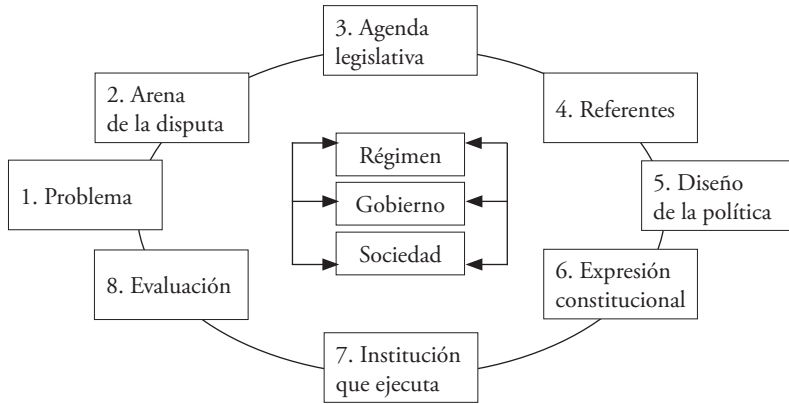 3. Agenda
legislativa
2. Arena
de la disputa
4. Referentes
Régimen
1. Problema
Gobierno
5. Diseño
de la política
Sociedad
8. Evaluación
6. Expresión
constitucional
7. Institución
que ejecuta